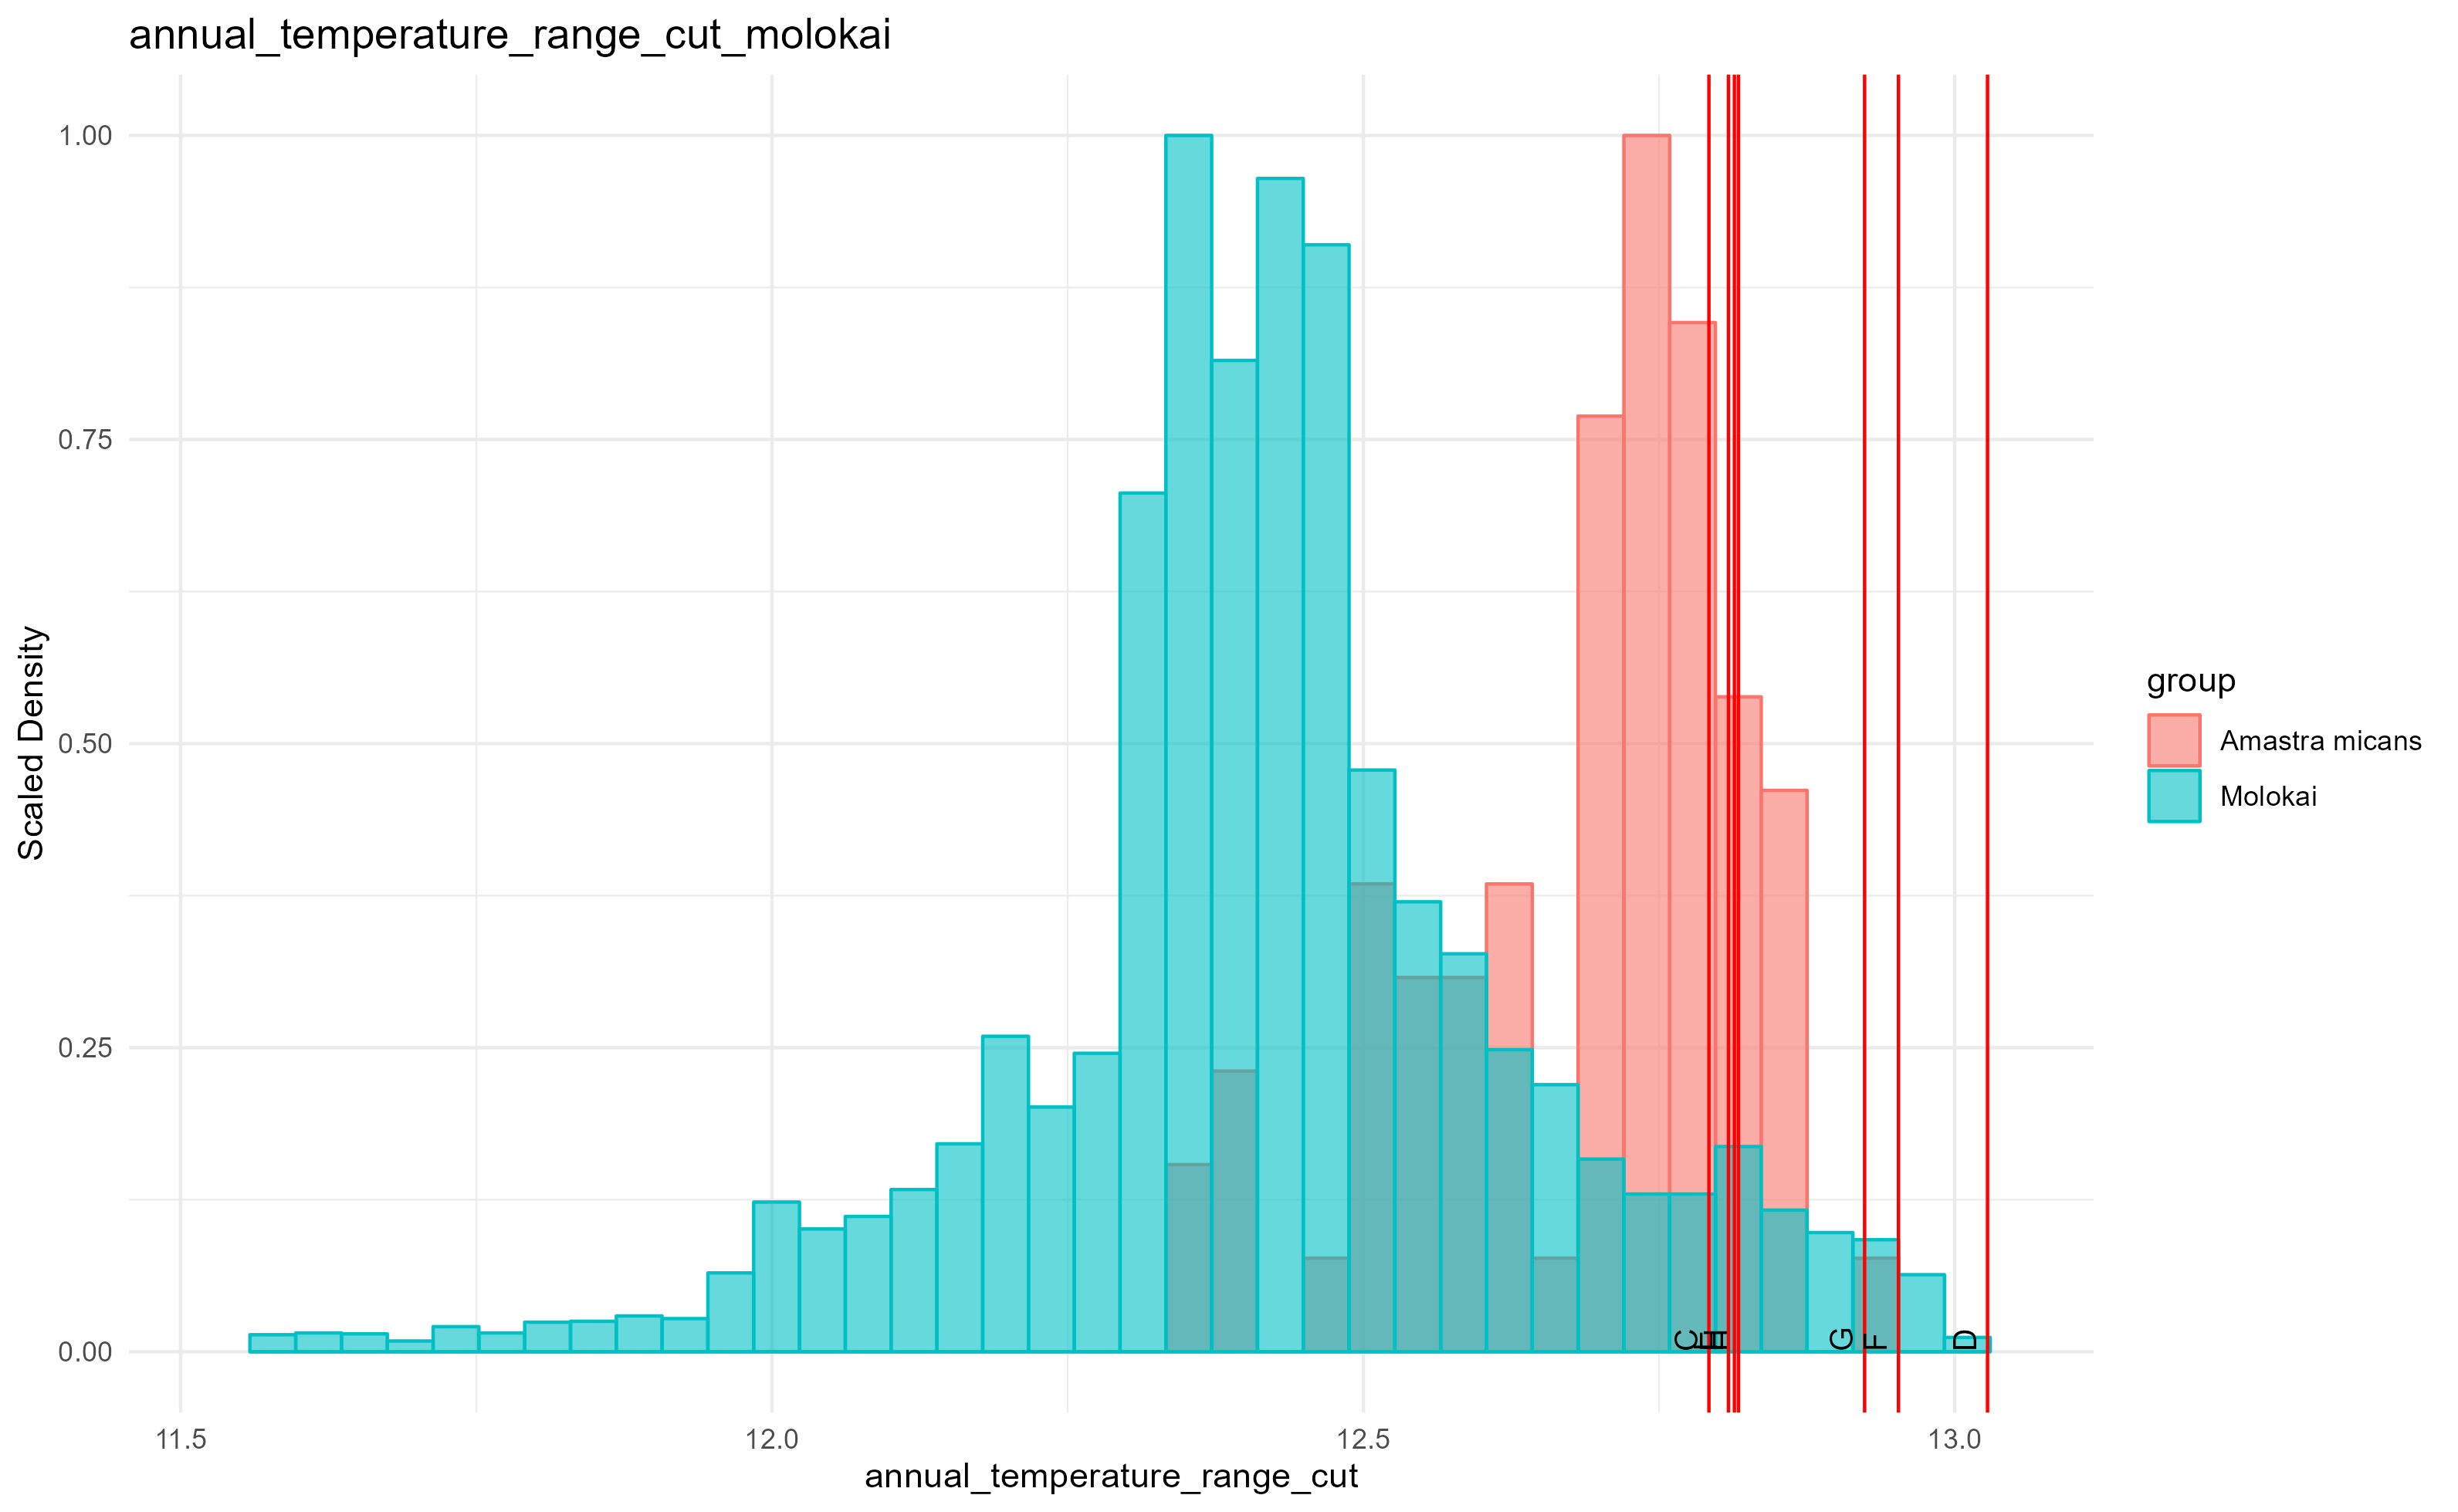 annual_temperature_range_cut_molokai
1.00
0.75
0.50
0.25
0.00
Scaled Density
C
G
F
D
11.5
12.0
12.5
13.0
annual_temperature_range_cut
group
Amastra micans
Molokai